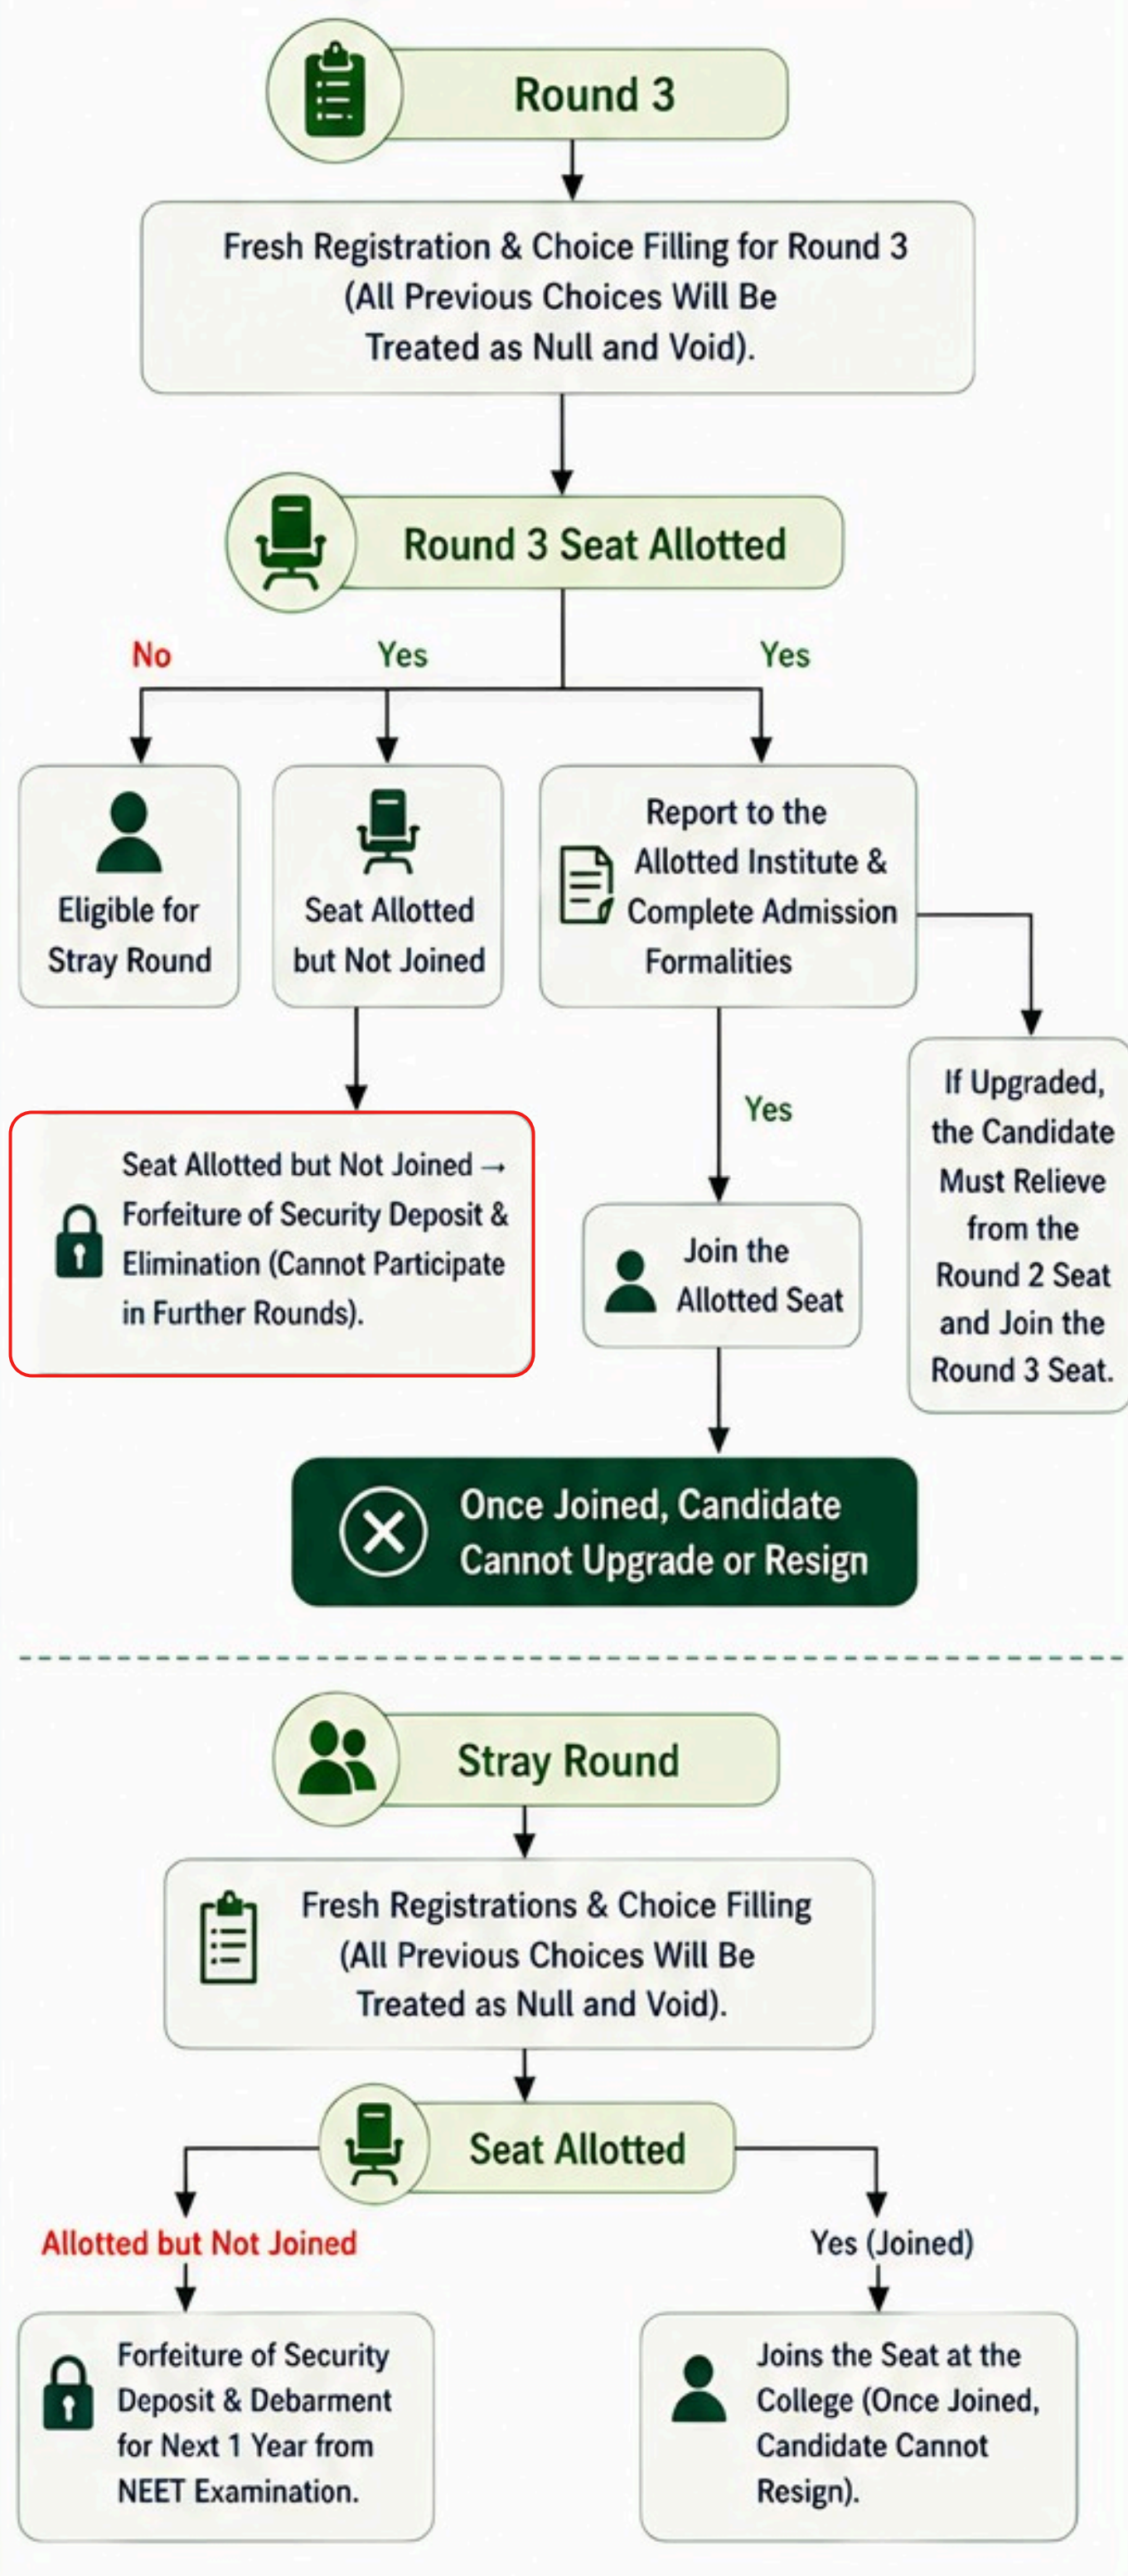 Round 3
Fresh Registration & Choice Filling for Round 3
(All Previous Choices Will Be
Treated as Null and Void).
Round 3 Seat Allotted
No
Yes
Yes
Eligible for
Stray Round
Seat Allotted
but Not Joined
Report to the
Allotted Institute &
Complete Admission
Formalities
Seat Allotted but Not Joined →
Forfeiture of Security Deposit &
Elimination (Cannot Participate
in Further Rounds).
Yes
Join the
Allotted Seat
If Upgraded,
the Candidate
Must Relieve
from the
Round 2 Seat
and Join the
Round 3 Seat.
Once Joined, Candidate
Cannot Upgrade or Resign
Stray Round
Fresh Registrations & Choice Filling
(All Previous Choices Will Be
Treated as Null and Void).
Seat Allotted
Allotted but Not Joined
Yes (Joined)
Forfeiture of Security
Deposit & Debarment
for Next 1 Year from
NEET Examination.
Joins the Seat at the
College (Once Joined,
Candidate Cannot
Resign).